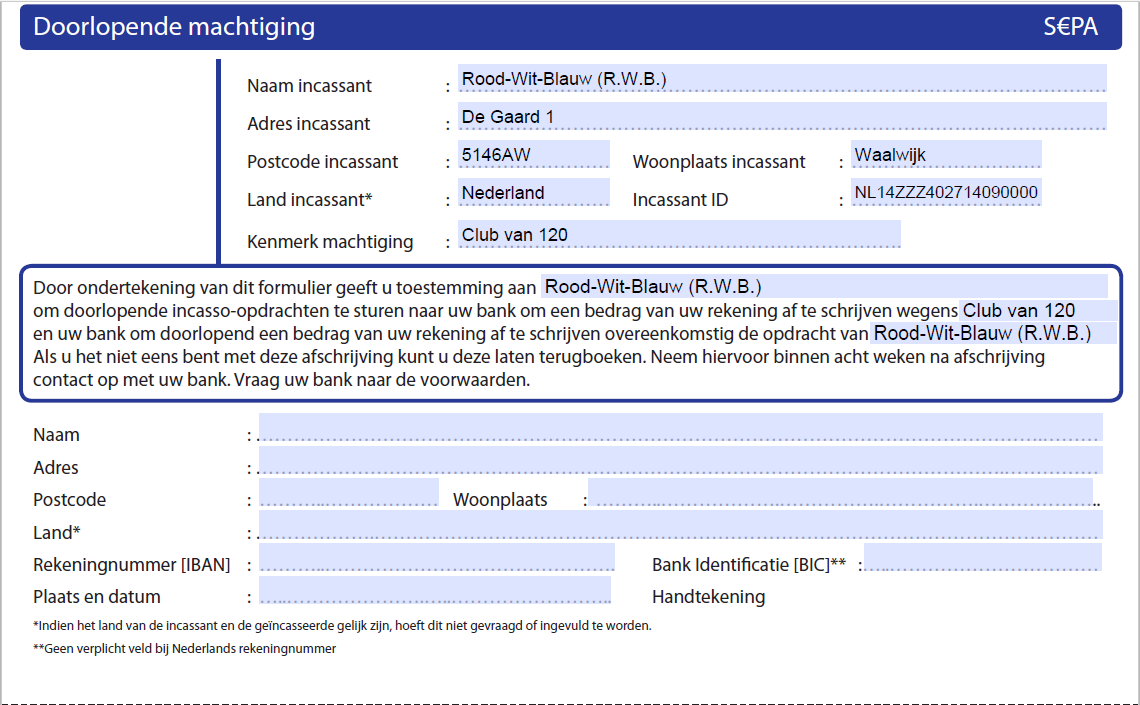 Doorlopende machtiging S€PA
Naam incassant : Rood-Wit-Blauw (R.W.B.)
Adres incassant : De Gaard 1
Postcode incassant : 5146AW Woonplaats incassant : Waalwijk
Land incassant* : Nederland Incassant ID : NL14ZZZ402714090000
Kenmerk machtiging : Club van 120
Door ondertekening van dit formulier geeft u toestemming aan Rood-Wit-Blauw (R.W.B.)
om doorlopende incasso-opdrachten te sturen naar uw bank om een bedrag van uw rekening af te schrijven wegens Club van 120
en uw bank om doorlopend een bedrag van uw rekening af te schrijven overeenkomstig de opdracht van Rood-Wit-Blauw (R.W.B.)
Als u het niet eens bent met deze afschrijving kunt u deze laten terugboeken. Neem hiervoor binnen acht weken na afschrijving
contact op met uw bank. Vraag uw bank naar de voorwaarden.
Naam :
Adres :
Postcode : Woonplaats :
Land* :
Rekeningnummer [IBAN] : Bank Identificatie [BIC]** :
Plaats en datum : Handtekening
*Indien het land van de incassant en de geïncasseerde gelijk zijn, hoeft dit niet gevraagd of ingevuld te worden.
**Geen verplicht veld bij Nederlands rekeningnummer